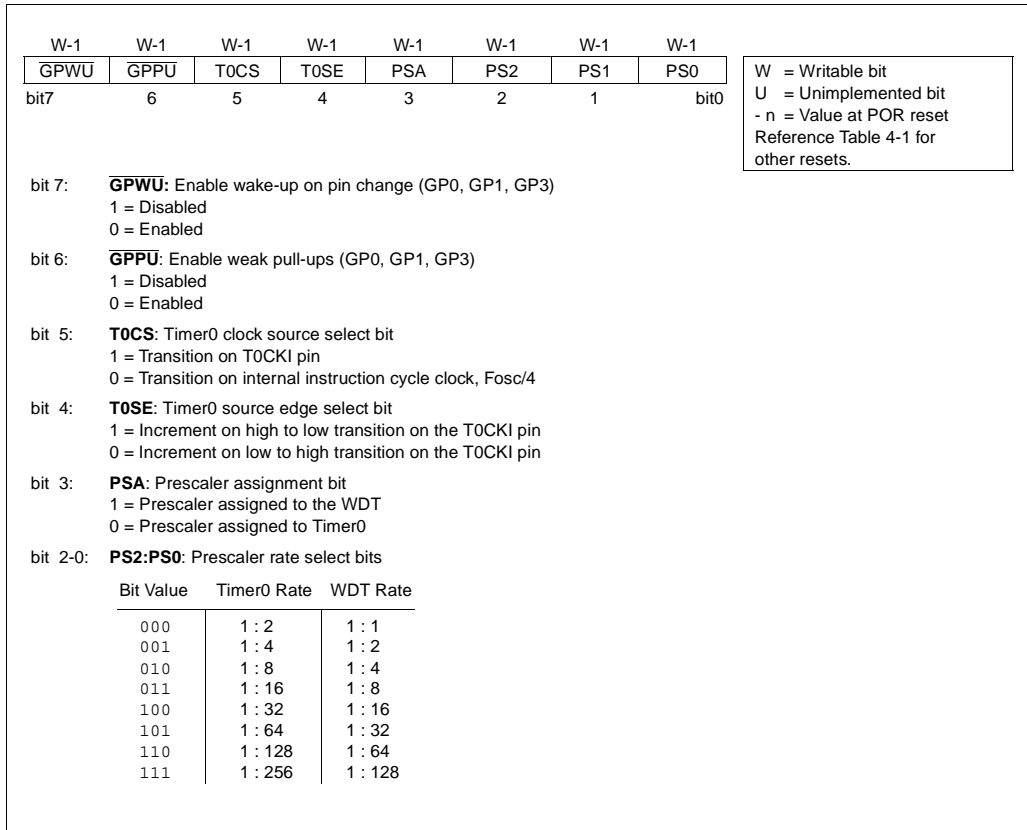 W-1 W-1 W-1 W-1 W-1 W-1 W-1 W-1
GPWU GPPU T0CS T0SE PSA PS2 PS1 PS0
bit7 6 5 4 3 2 1 bit0
W = Writable bit
U = Unimplemented bit
- n = Value at POR reset
Reference Table 4-1 for
other resets.
bit 7: GPWU: Enable wake-up on pin change (GP0, GP1, GP3)
1 = Disabled
0 = Enabled
bit 6: GPPU: Enable weak pull-ups (GP0, GP1, GP3)
1 = Disabled
0 = Enabled
bit 5: T0CS: Timer0 clock source select bit
1 = Transition on T0CKI pin
0 = Transition on internal instruction cycle clock, Fosc/4
bit 4: T0SE: Timer0 source edge select bit
1 = Increment on high to low transition on the T0CKI pin
0 = Increment on low to high transition on the T0CKI pin
bit 3: PSA: Prescaler assignment bit
1 = Prescaler assigned to the WDT
0 = Prescaler assigned to Timer0
bit 2-0: PS2:PS0: Prescaler rate select bits
Bit Value Timer0 Rate WDT Rate
000 1 : 2 1 : 1
001 1 : 4 1 : 2
010 1 : 8 1 : 4
011 1 : 16 1 : 8
100 1 : 32 1 : 16
101 1 : 64 1 : 32
110 1 : 128 1 : 64
111 1 : 256 1 : 128